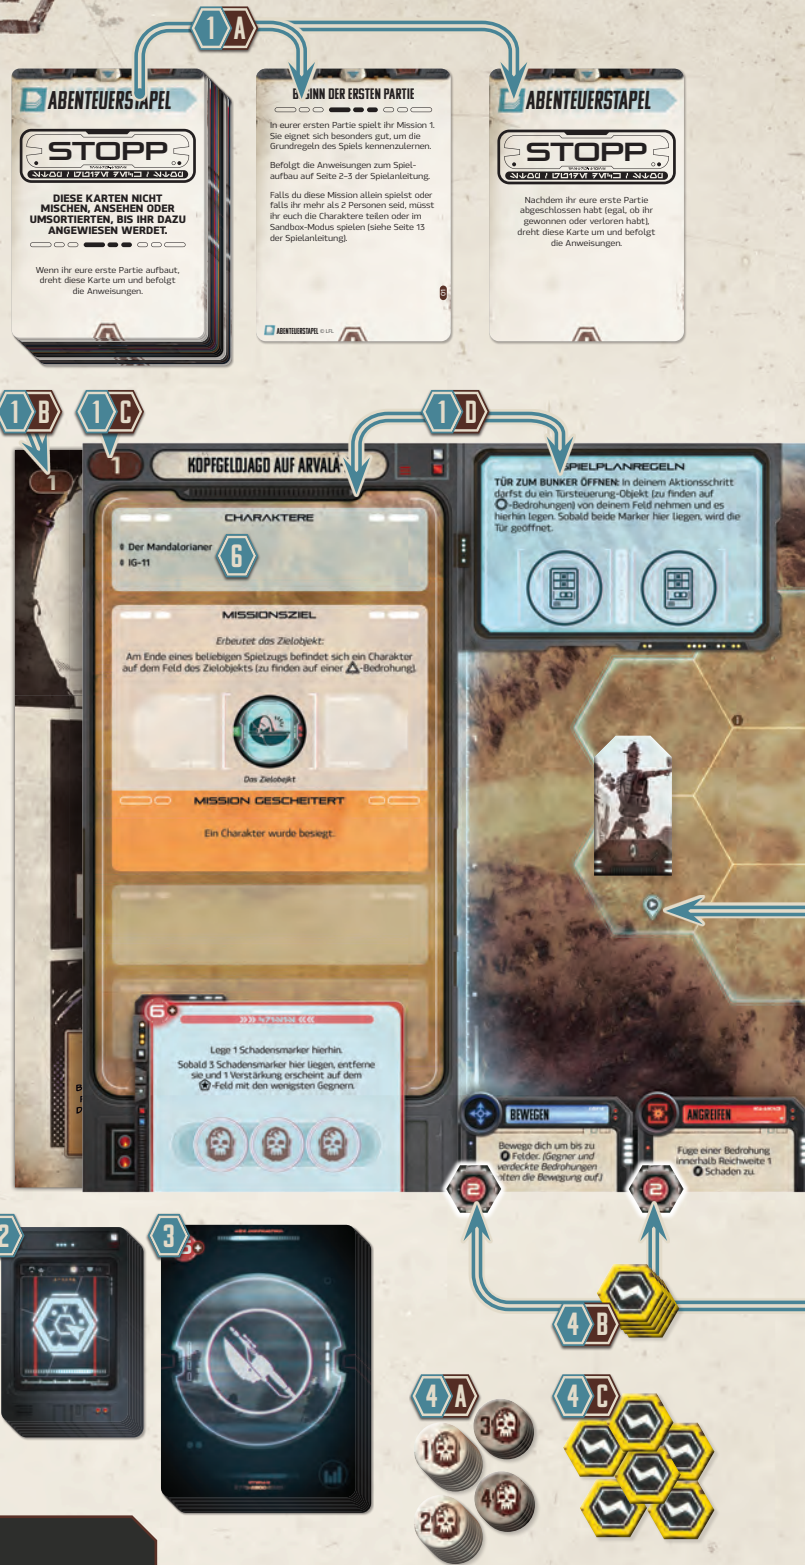 1 A
ABENTEUERSTAPEL
STOPP
DIESE KARTEN NICHT
MISCHEN, ANSEHEN ODER
UMSORTIERTEN, BIS IHR DAZU
ANGEWIESEN WERDET.
Wenn ihr eure erste Partie aufbaut,
dreht diese Karte um und befolgt
die Anweisungen.
DER ERSTEN PARTIE
In eurer ersten Partie spielt ihr Mission 1.
Sie eignet sich besonders gut, um die
Grundregeln des Spiels kennenzulernen.
Befolgt die Anweisungen zum Spiel-
aufbau auf Seite 2–3 der Spielanleitung.
Falls du diese Mission allein spielst oder
falls ihr mehr als 2 Personen seid, müsst
ihr euch die Charaktere teilen oder im
Sandbox-Modus spielen (siehe Seite 13
der Spielanleitung).
ABENTEUERSTAPEL © LFL
ABENTEUERSTAPEL
STOPP
Nachdem ihr eure erste Partie
abgeschlossen habt (egal, ob ihr
gewonnen oder verloren habt),
dreht diese Karte um und befolgt
die Anweisungen.
1 B
1 C
1 D
1
1
KOPFGELDJAGD AUF ARVALA-
CHARAKTERE
Der Mandalorianer
IG-11
6
MISSIONSZIEL
Erbeutet das Zielobjekt:
Am Ende eines beliebigen Spielzugs befindet sich ein Charakter
auf dem Feld des Zielobjekts (zu finden auf einer -Bedrohung).
Das Zielobejkt
MISSION GESCHEITERT
Ein Charakter wurde besiegt.
SPIELPLANREGELN
TÜR ZUM BUNKER ÖFFNEN: In deinem Aktionsschritt
darfst du ein Türsteuerung-Objekt (zu finden auf
-Bedrohungen) von deinem Feld nehmen und es
hierhin legen. Sobald beide Marker hier liegen, wird die
Tür geöffnet.
6+
Lege 1 Schadensmarker hierhin.
Sobald 3 Schadensmarker hier liegen, entferne
sie und 1 Verstärkung erscheint auf dem
-Feld mit den wenigsten Gegnern.
BEWEGEN
Bewege dich um bis zu
Felder. (Gegner und
verdeckte Bedrohungen
halten die Bewegung auf.)
2
ANGREIFEN
Füge einer Bedrohung
innerhalb Reichweite 1
Schaden zu.
2
2
3
6+
4 B
4 A
4 C
1
3
2
4